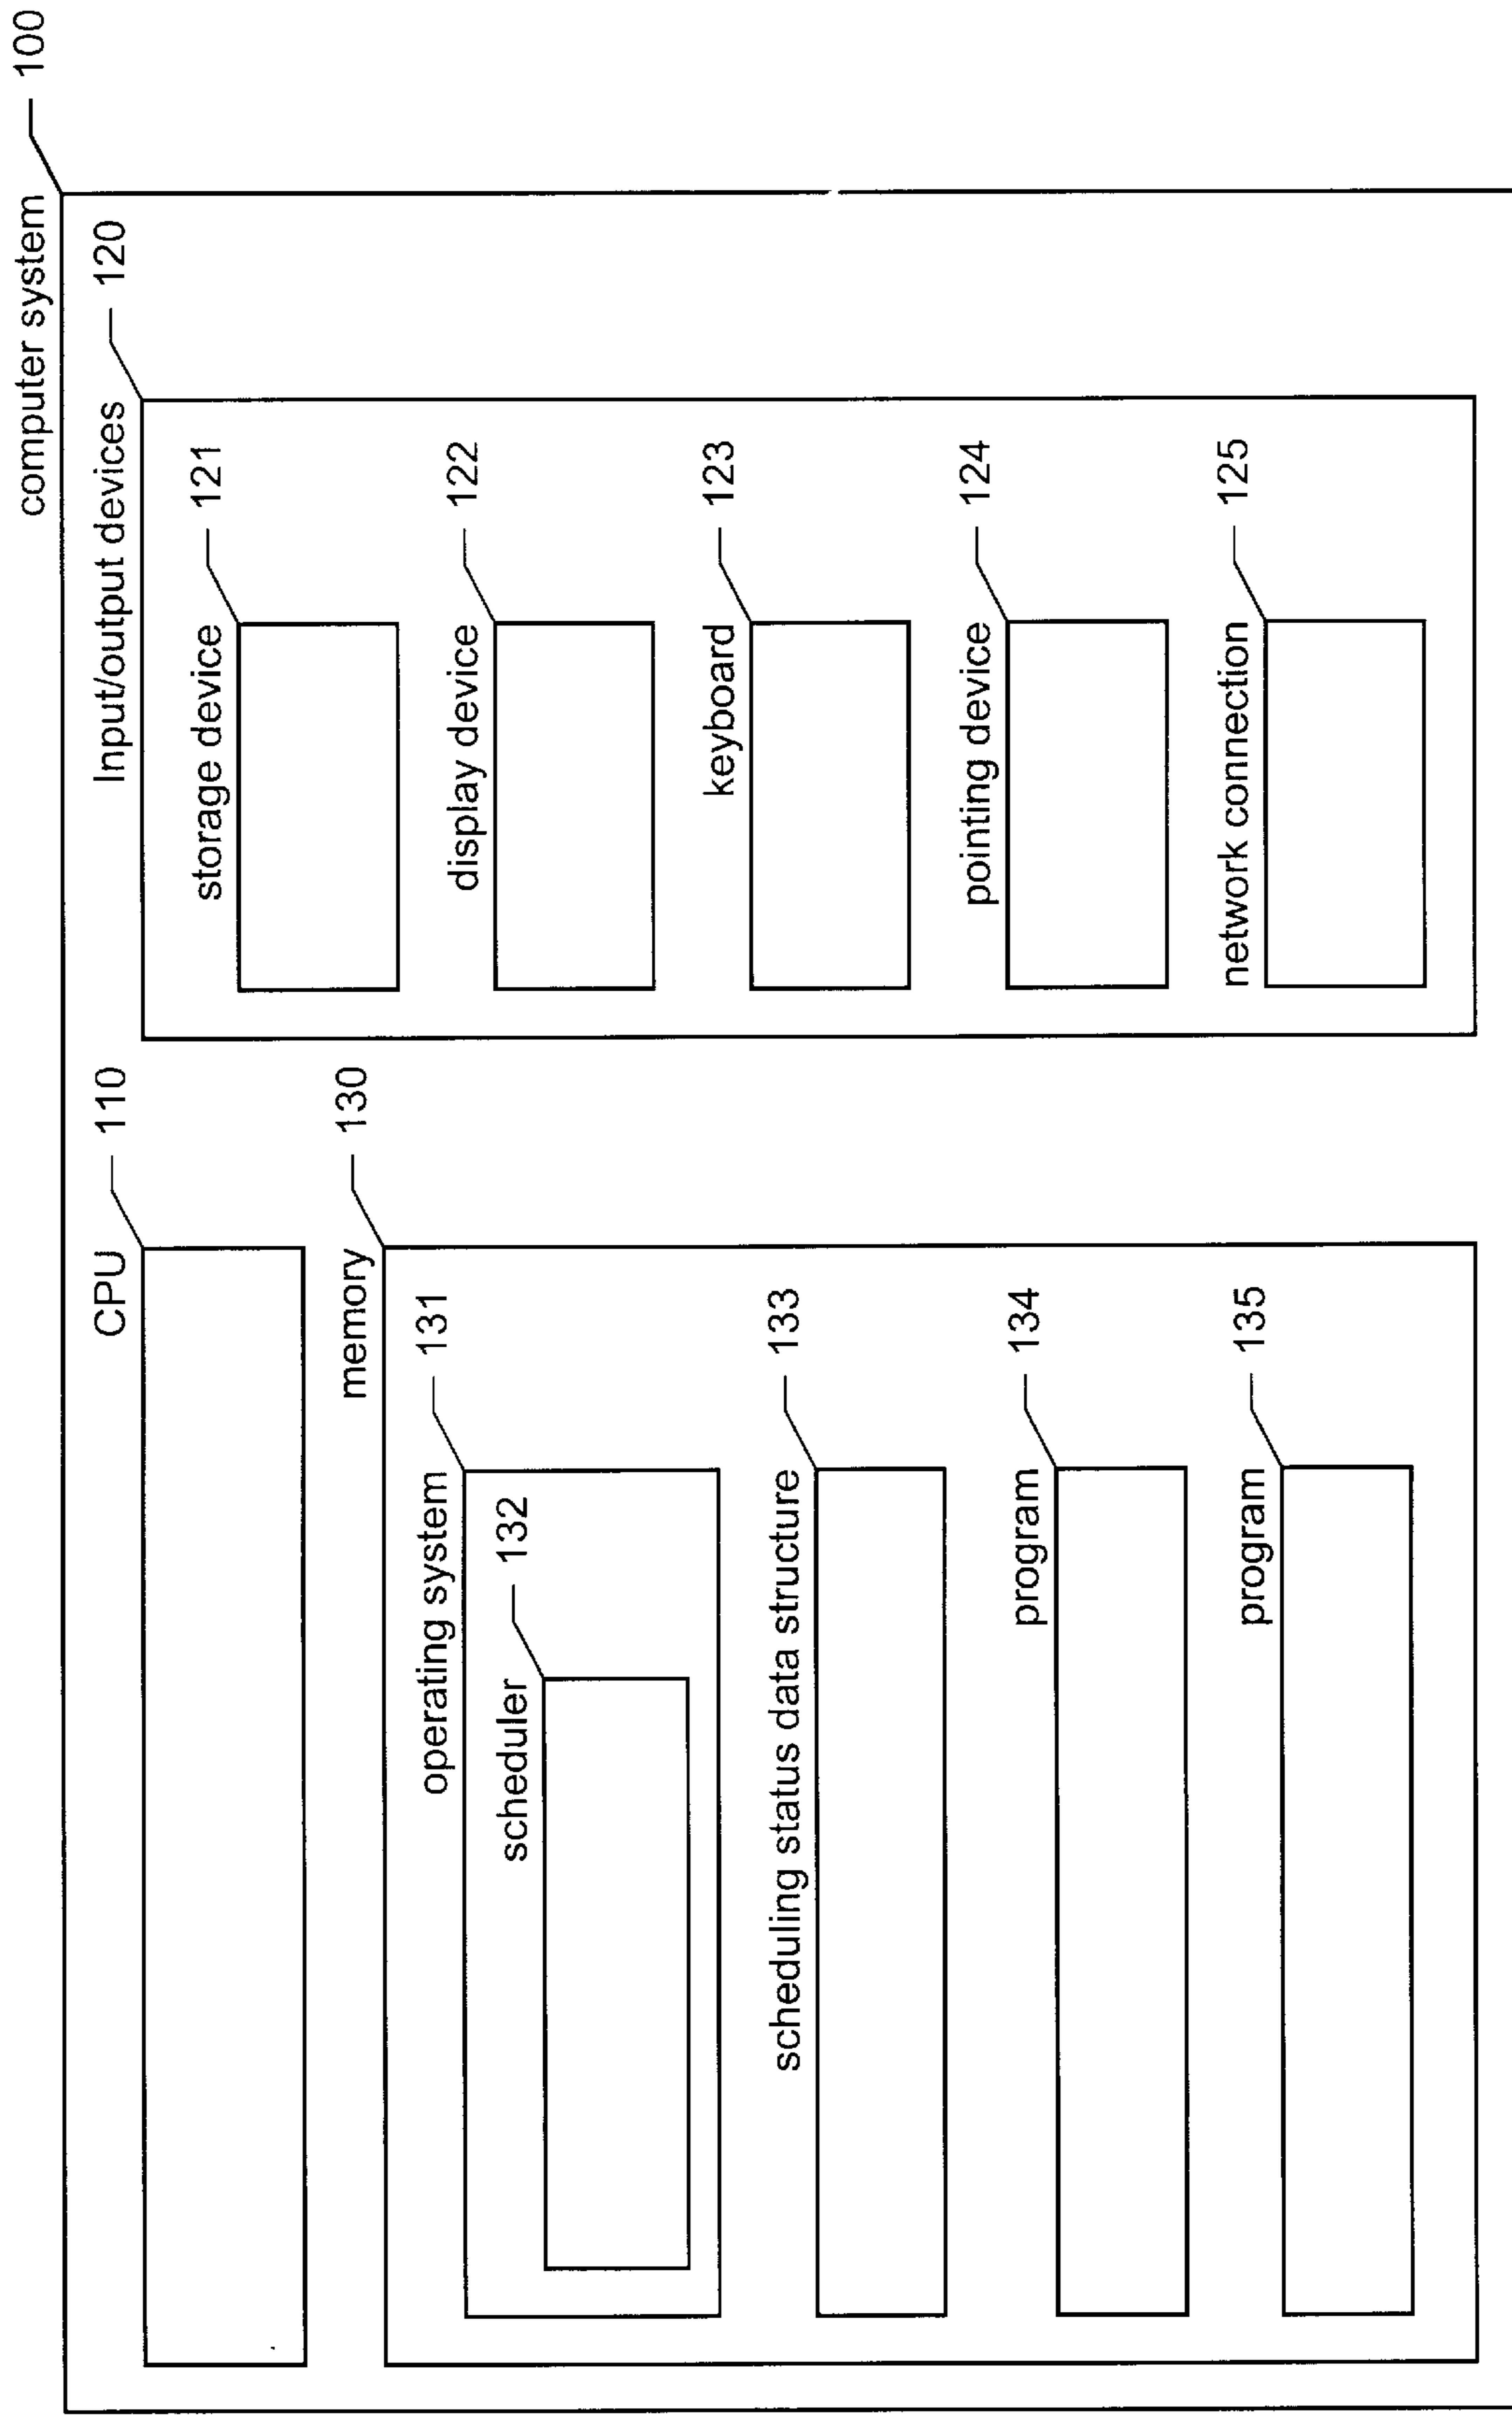 computer system 100
CPU 110
Input/output devices 120
memory 130
operating system 131
scheduler 132
scheduling status data structure 133
program 134
program 135
storage device 121
display device 122
keyboard 123
pointing device 124
network connection 125